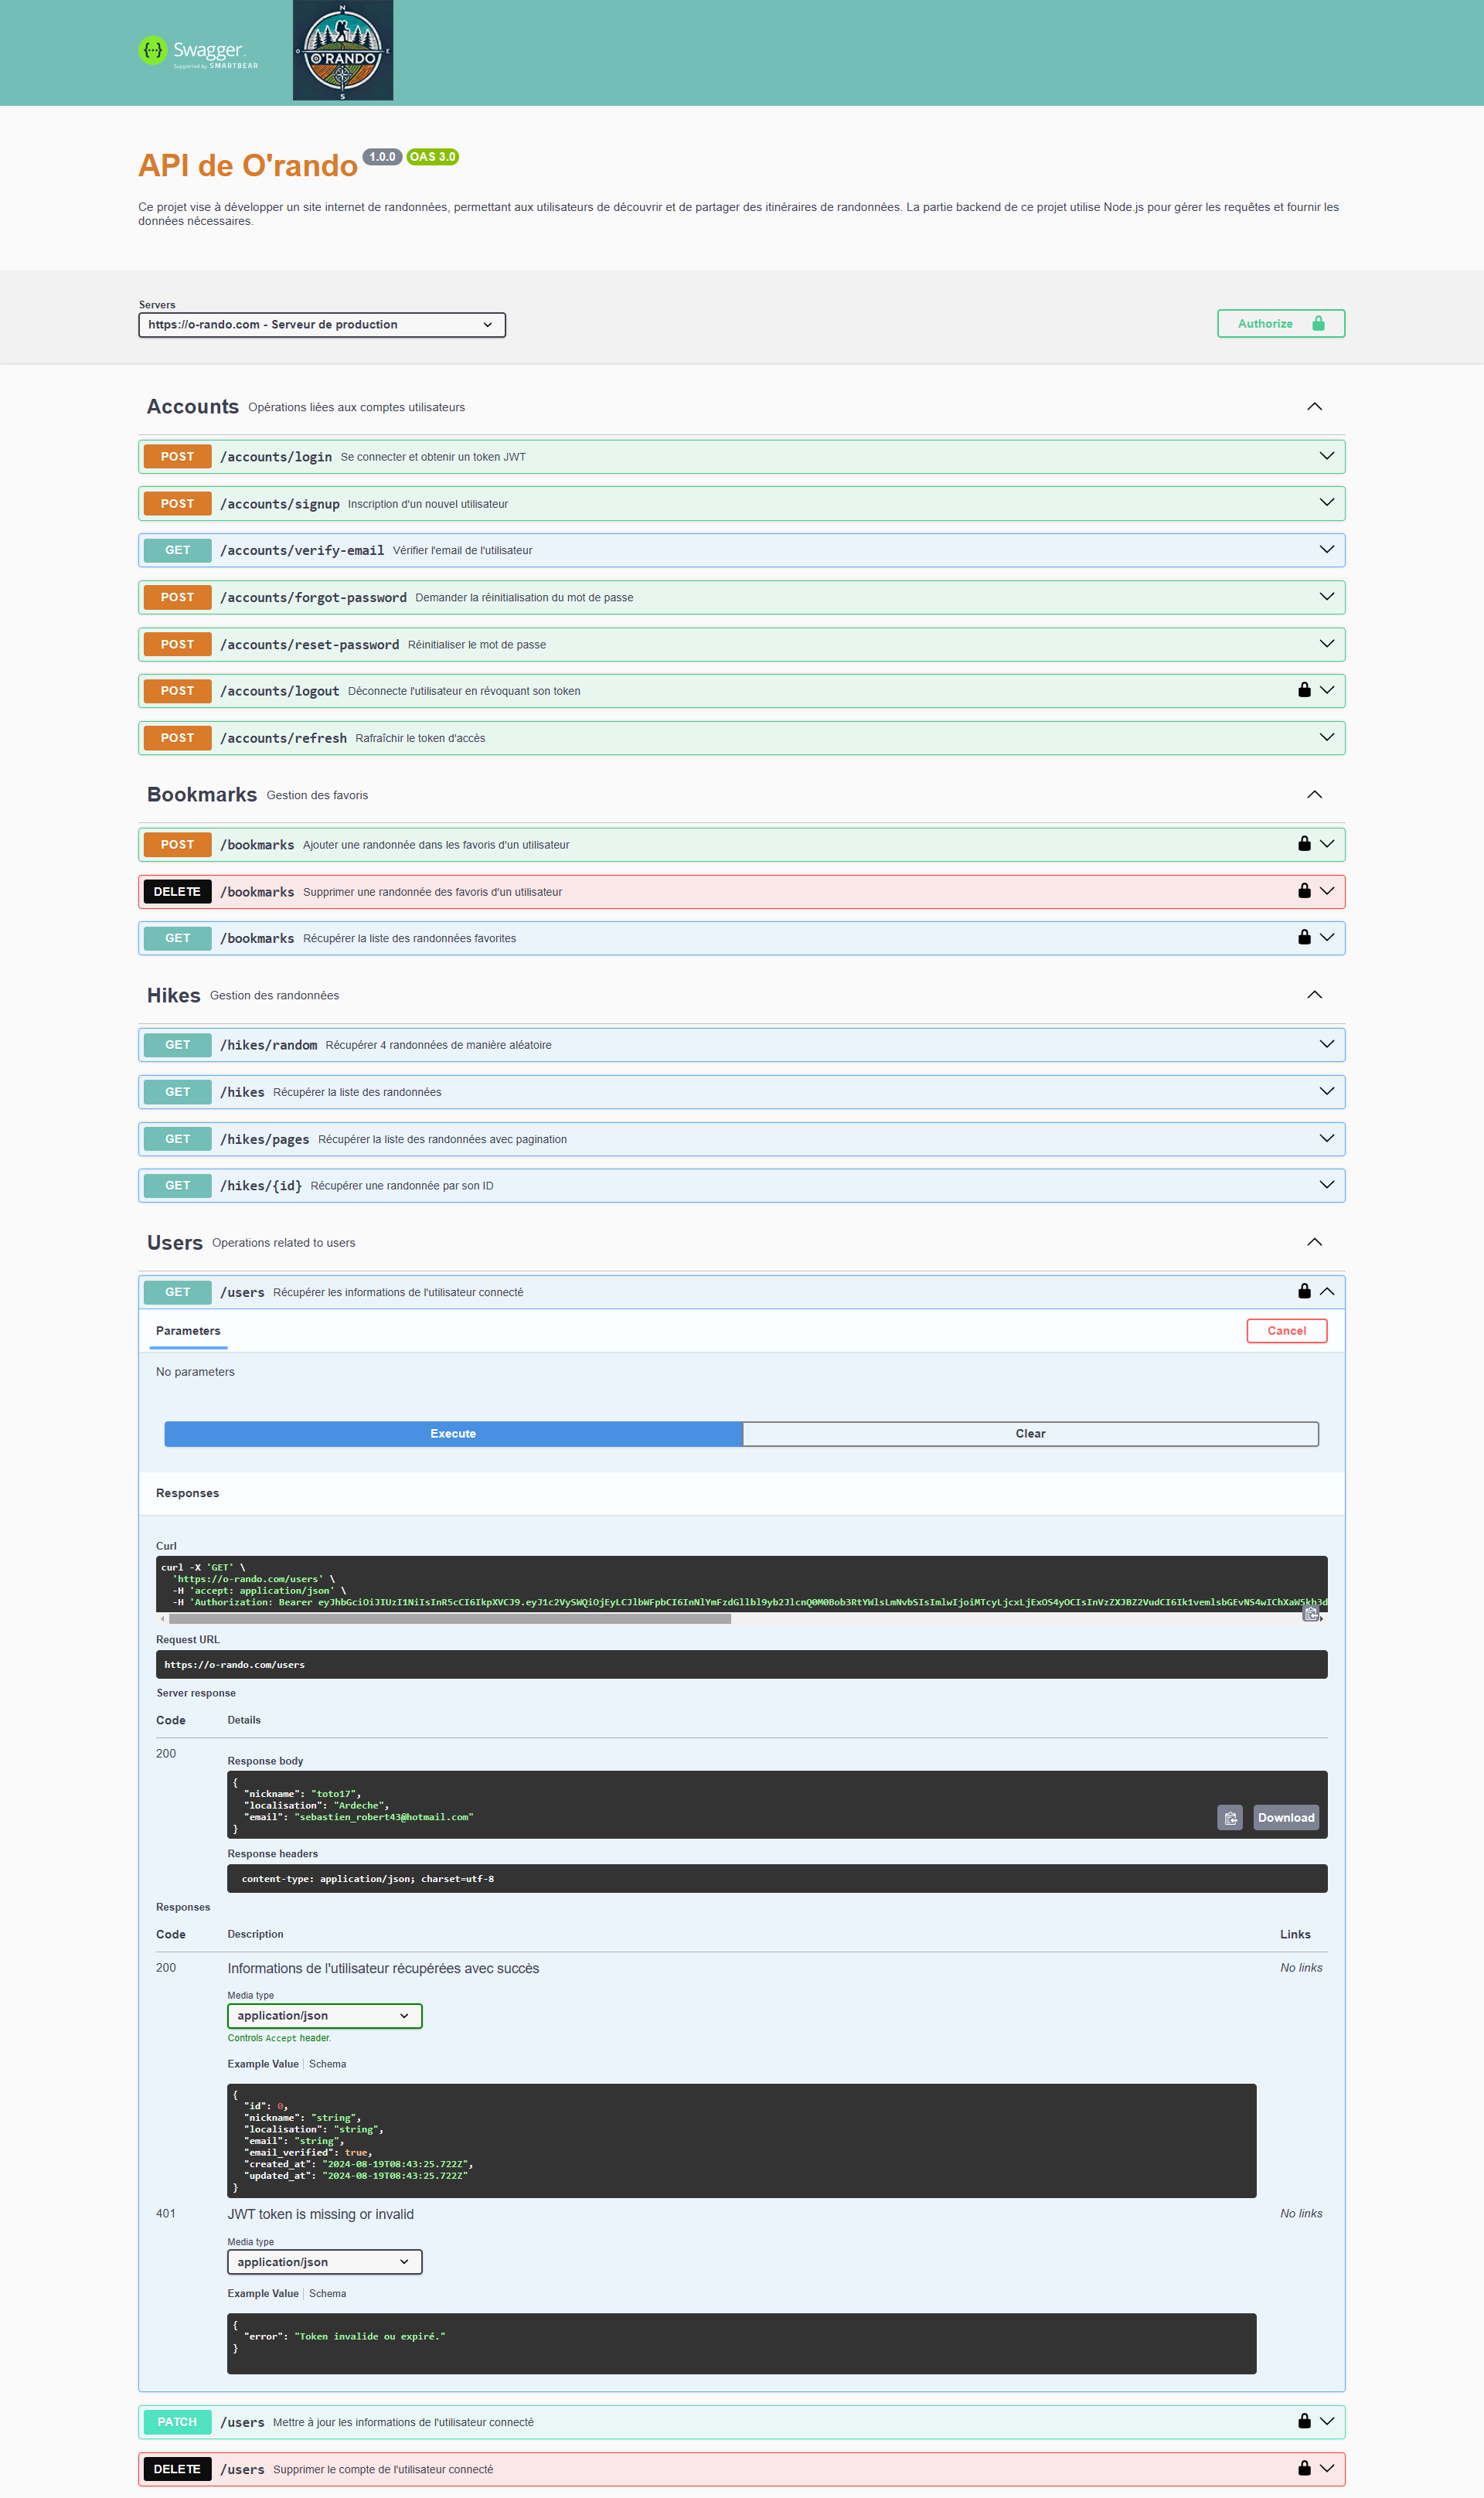 Swagger.
Supported by SMARTBEAR
N
O
E
O'RANDO
S
API de O'rando 1.0.0 OAS 3.0
Ce projet vise à développer un site internet de randonnées, permettant aux utilisateurs de découvrir et de partager des itinéraires de randonnées. La partie backend de ce projet utilise Node.js pour gérer les requêtes et fournir les
données nécessaires.
Servers
https://o-rando.com - Serveur de production
Authorize
Accounts Opérations liées aux comptes utilisateurs
POST /accounts/login Se connecter et obtenir un token JWT
POST /accounts/signup Inscription d'un nouvel utilisateur
GET /accounts/verify-email Vérifier l'email de l'utilisateur
POST /accounts/forgot-password Demander la réinitialisation du mot de passe
POST /accounts/reset-password Réinitialiser le mot de passe
POST /accounts/logout Déconnecte l'utilisateur en révoquant son token
POST /accounts/refresh Rafraîchir le token d'accès
Bookmarks Gestion des favoris
POST /bookmarks Ajouter une randonnée dans les favoris d'un utilisateur
DELETE /bookmarks Supprimer une randonnée des favoris d'un utilisateur
GET /bookmarks Récupérer la liste des randonnées favorites
Hikes Gestion des randonnées
GET /hikes/random Récupérer 4 randonnées de manière aléatoire
GET /hikes Récupérer la liste des randonnées
GET /hikes/pages Récupérer la liste des randonnées avec pagination
GET /hikes/{id} Récupérer une randonnée par son ID
Users Operations related to users
GET /users Récupérer les informations de l'utilisateur connecté
Parameters
Cancel
No parameters
Execute
Clear
Responses
Curl
curl -X 'GET' \
'https://o-rando.com/users' \
-H 'accept: application/json' \
-H 'Authorization: Bearer
Request URL
https://o-rando.com/users
Server response
Code Details
200
Response body
{
"nickname": "toto17",
"localisation": "Ardeche",
"email": "sebastien_robert43@hotmail.com"
}
Download
Response headers
content-type: application/json; charset=utf-8
Responses
Code Description Links
200 Informations de l'utilisateur récupérées avec succès No links
Media type
application/json
Controls Accept header.
Example Value Schema
{
"id": 0,
"nickname": "string",
"localisation": "string",
"email": "string",
"email_verified": true,
"created_at": "2024-08-19T08:43:25.722Z",
"updated_at": "2024-08-19T08:43:25.722Z"
}
401 JWT token is missing or invalid No links
Media type
application/json
Example Value Schema
{
"error": "Token invalide ou expiré."
}
PATCH /users Mettre à jour les informations de l'utilisateur connecté
DELETE /users Supprimer le compte de l'utilisateur connecté